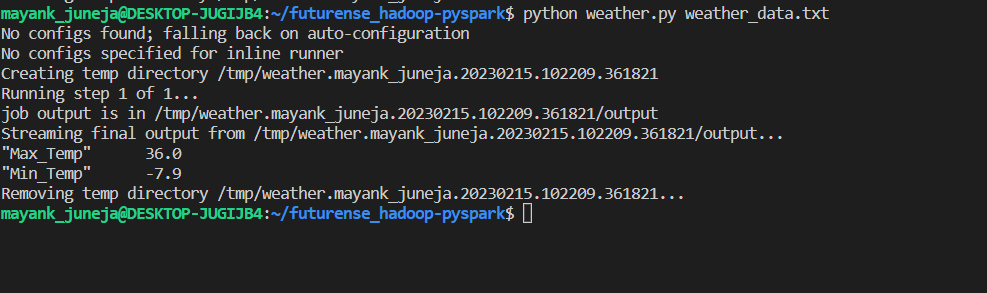 mayank_juneja@DESKTOP-JUGIJB4:~/futurense_hadoop-pyspark$ python weather.py weather_data.txt
No configs found; falling back on auto-configuration
No configs specified for inline runner
Creating temp directory /tmp/weather.mayank_juneja.20230215.102209.361821
Running step 1 of 1...
job output is in /tmp/weather.mayank_juneja.20230215.102209.361821/output
Streaming final output from /tmp/weather.mayank_juneja.20230215.102209.361821/output...
"Max_Temp"      36.0
"Min_Temp"      -7.9
Removing temp directory /tmp/weather.mayank_juneja.20230215.102209.361821...
mayank_juneja@DESKTOP-JUGIJB4:~/futurense_hadoop-pyspark$